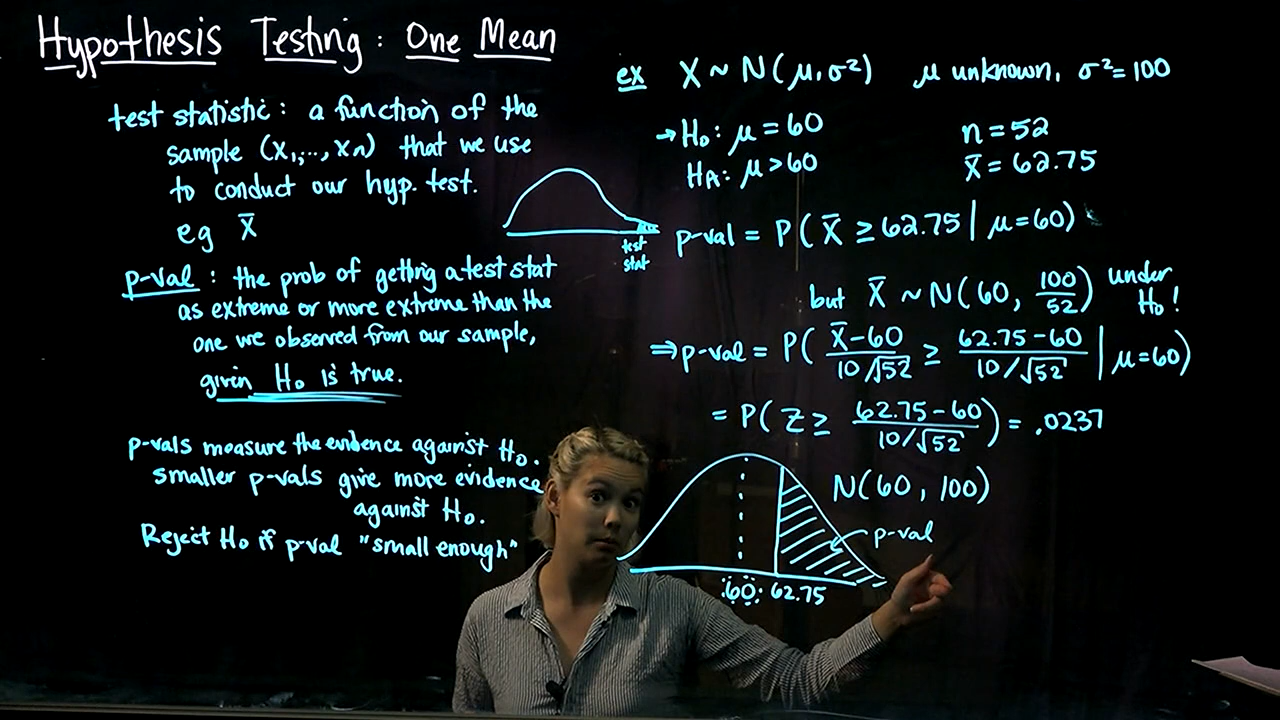 Hypothesis Testing: One Mean
test statistic: a function of the
sample (x₁,..., xn) that we use
to conduct our hyp. test.
eg X̄
test
stat
p-val: the prob of getting a test stat
as extreme or more extreme than the
one we observed from our sample,
given H₀ is true.
p-vals measure the evidence against H₀.
smaller p-vals give more evidence
against H₀.
Reject H₀ if p-val "small enough"
ex X ~ N(μ, σ²) μ unknown, σ²=100
→ H₀: μ = 60 n = 52
HA: μ > 60 x̄ = 62.75
p-val = P( X̄ ≥ 62.75 | μ=60)
but X̄ ~ N(60, 100/52) under H₀!
⇒ p-val = P( (X̄-60)/(10/√52) ≥ (62.75-60)/(10/√52) | μ=60)
= P( Z ≥ (62.75-60)/(10/√52) ) = .0237
N(60, 100)
p-val
60 62.75